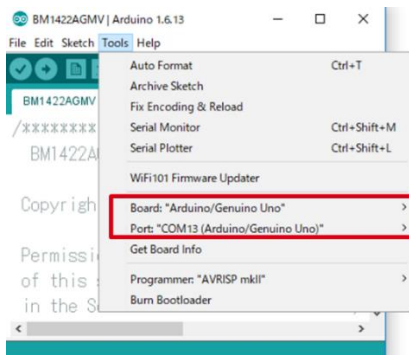 BM1422AGMV | Arduino 1.6.13
File Edit Sketch Tools Help
BM1422AGMV
/********
BM1422A
Copyrigh
Permissi
of this
in the S
Auto Format Ctrl+T
Archive Sketch
Fix Encoding & Reload
Serial Monitor Ctrl+Shift+M
Serial Plotter Ctrl+Shift+L
WiFi101 Firmware Updater
Board: "Arduino/Genuino Uno"
Port: "COM13 (Arduino/Genuino Uno)"
Get Board Info
Programmer: "AVRISP mkII"
Burn Bootloader